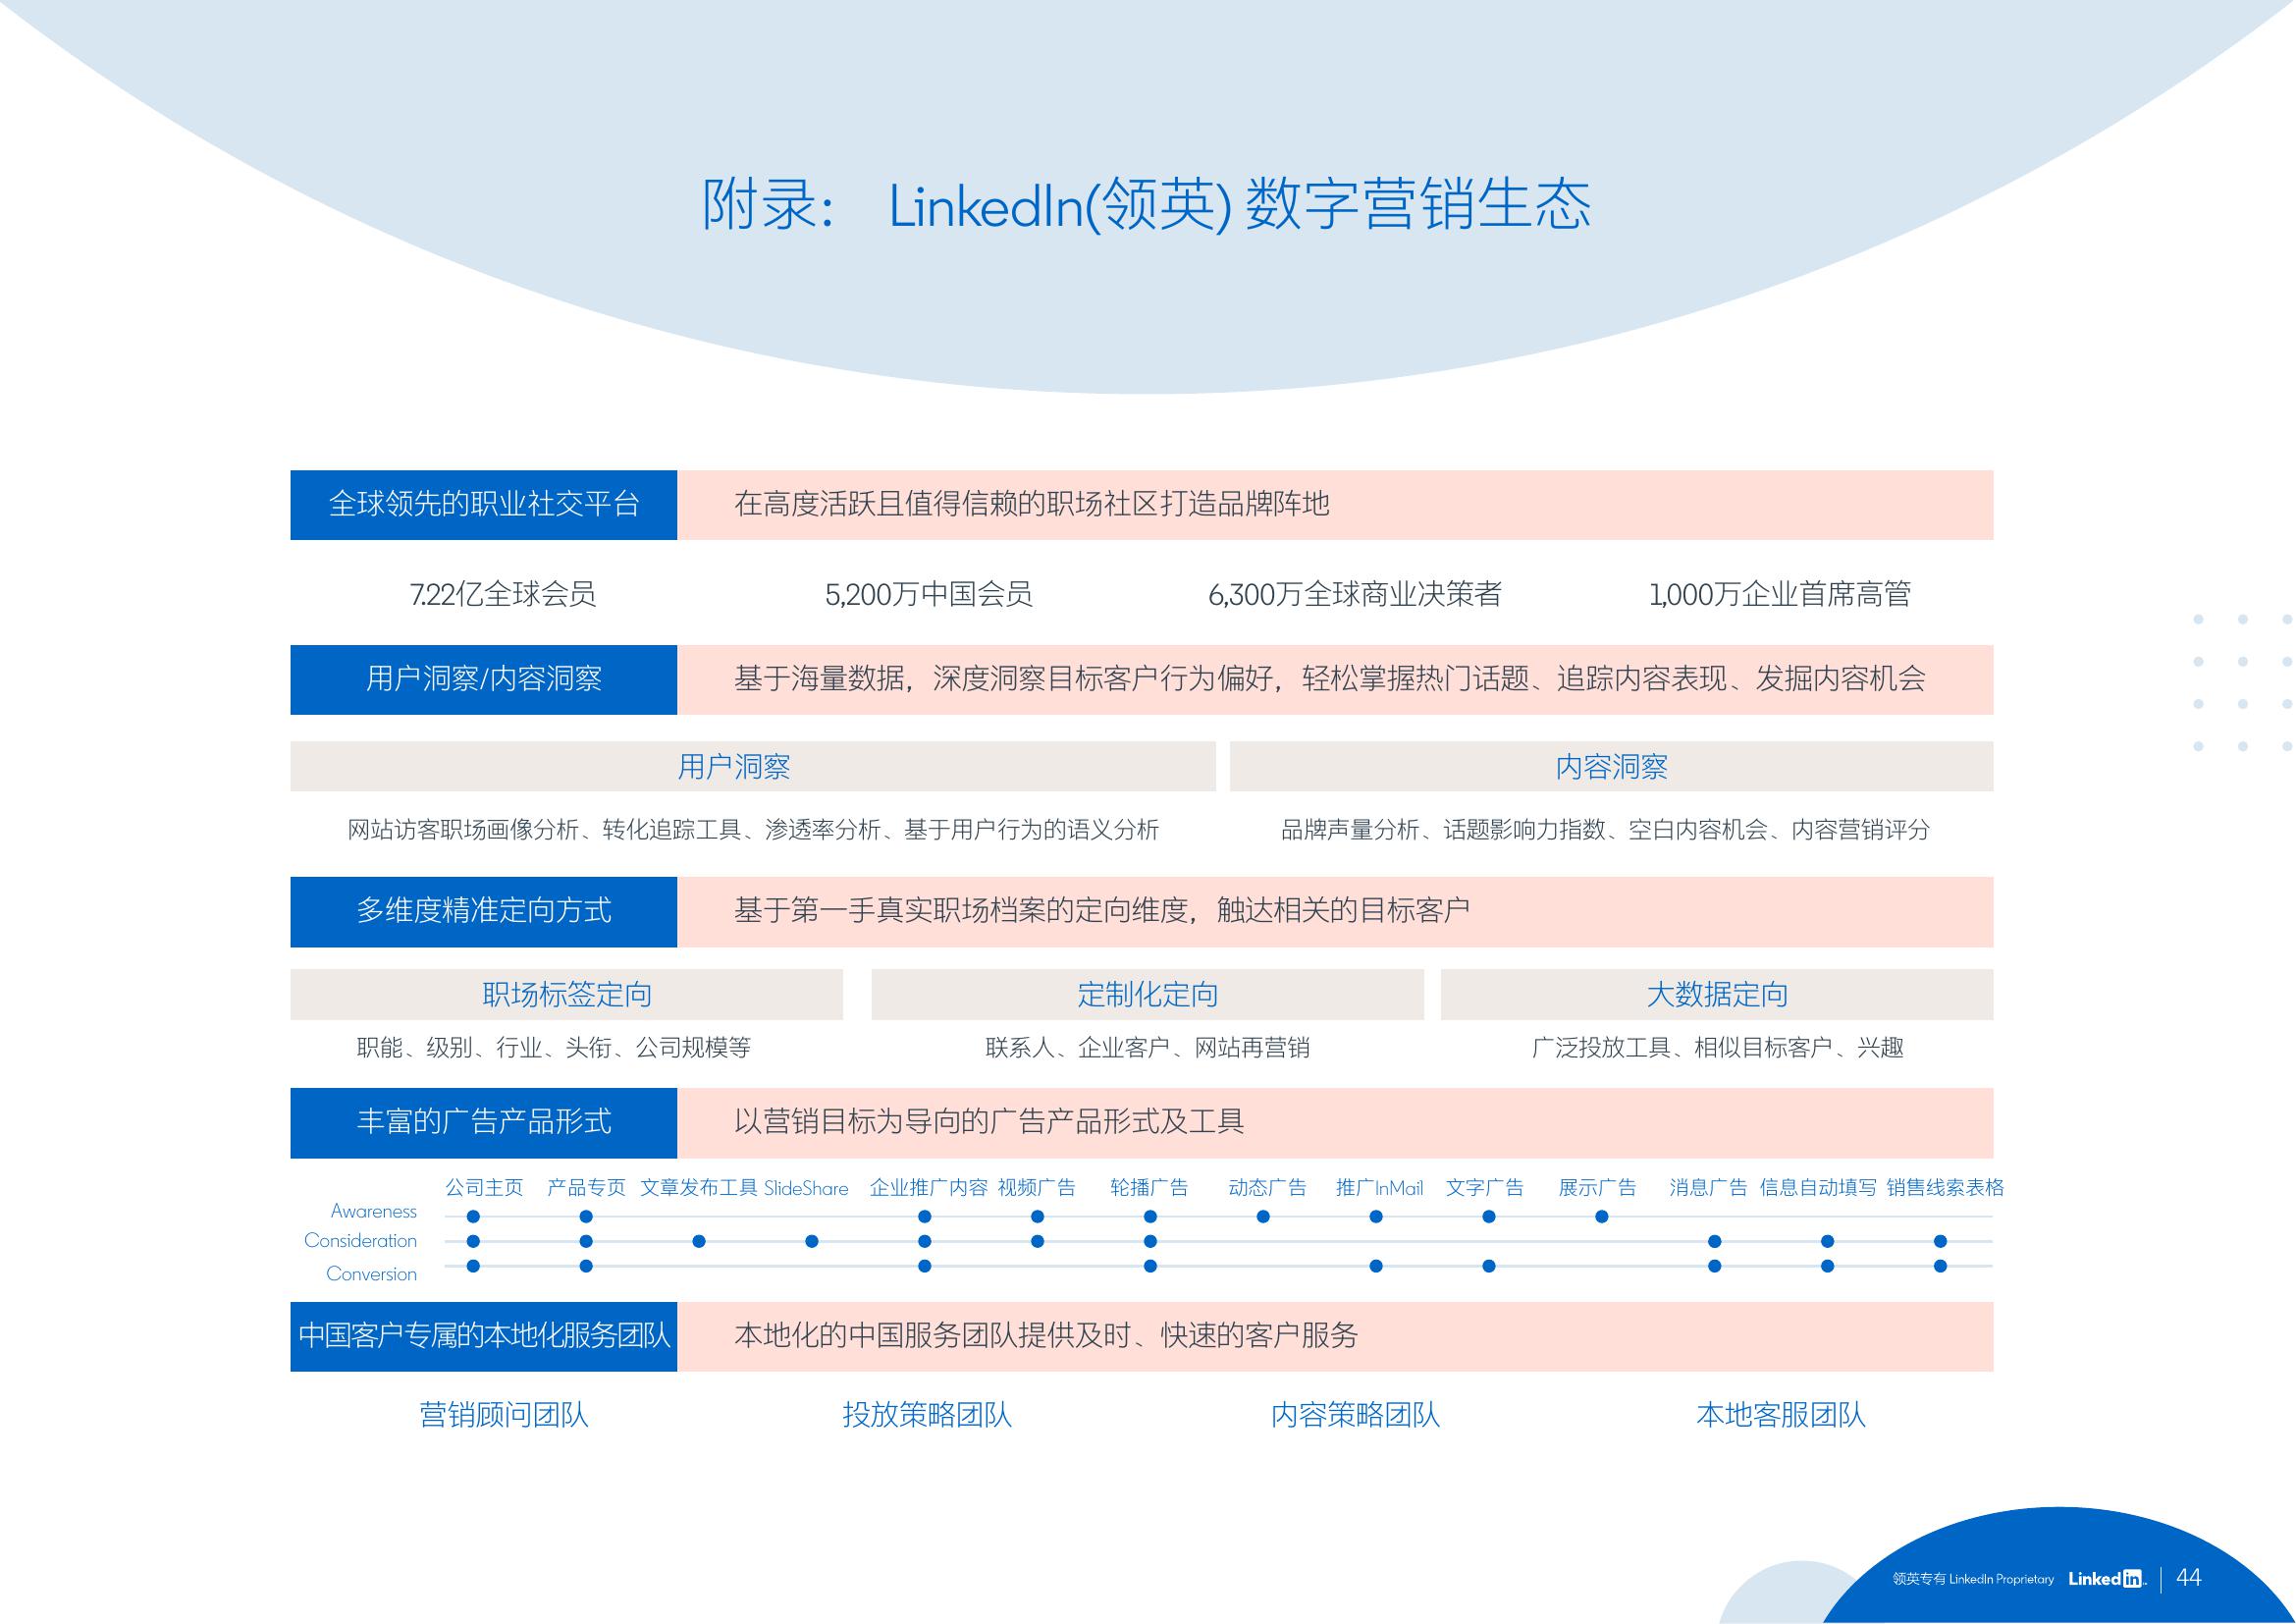 附录： LinkedIn(领英) 数字营销生态
全球领先的职业社交平台
在高度活跃且值得信赖的职场社区打造品牌阵地
7.22亿全球会员
5,200万中国会员
6,300万全球商业决策者
1,000万企业首席高管
用户洞察/内容洞察
基于海量数据，深度洞察目标客户行为偏好，轻松掌握热门话题、追踪内容表现、发掘内容机会
用户洞察
内容洞察
网站访客职场画像分析、转化追踪工具、渗透率分析、基于用户行为的语义分析
品牌声量分析、话题影响力指数、空白内容机会、内容营销评分
多维度精准定向方式
基于第一手真实职场档案的定向维度，触达相关的目标客户
职场标签定向
定制化定向
大数据定向
职能、级别、行业、头衔、公司规模等
联系人、企业客户、网站再营销
广泛投放工具、相似目标客户、兴趣
丰富的广告产品形式
以营销目标为导向的广告产品形式及工具
公司主页 产品专页 文章发布工具 SlideShare 企业推广内容 视频广告 轮播广告 动态广告 推广InMail 文字广告 展示广告 消息广告 信息自动填写 销售线索表格
Awareness
Consideration
Conversion
中国客户专属的本地化服务团队
本地化的中国服务团队提供及时、快速的客户服务
营销顾问团队
投放策略团队
内容策略团队
本地客服团队
领英专有 LinkedIn Proprietary LinkedIn 44